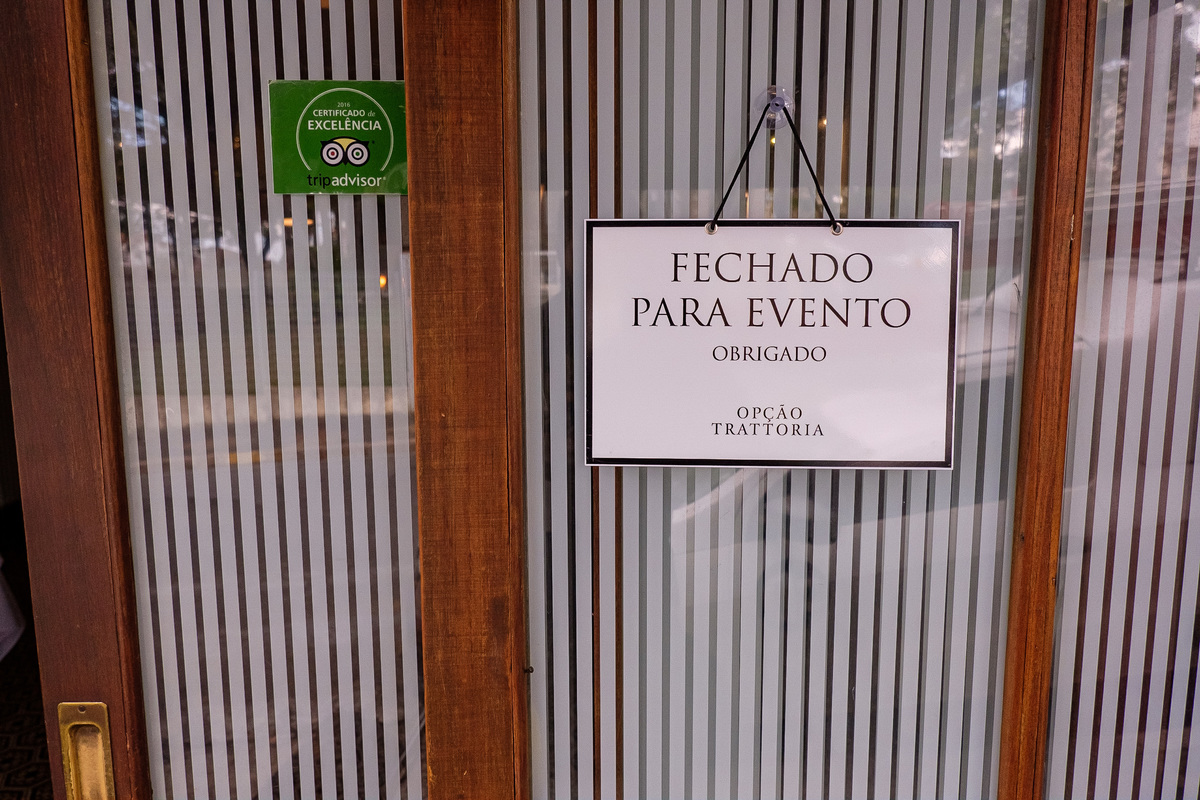 2016
CERTIFICADO de
EXCELÊNCIA
tripadvisor
FECHADO
PARA EVENTO
OBRIGADO
OPÇÃO
TRATTORIA